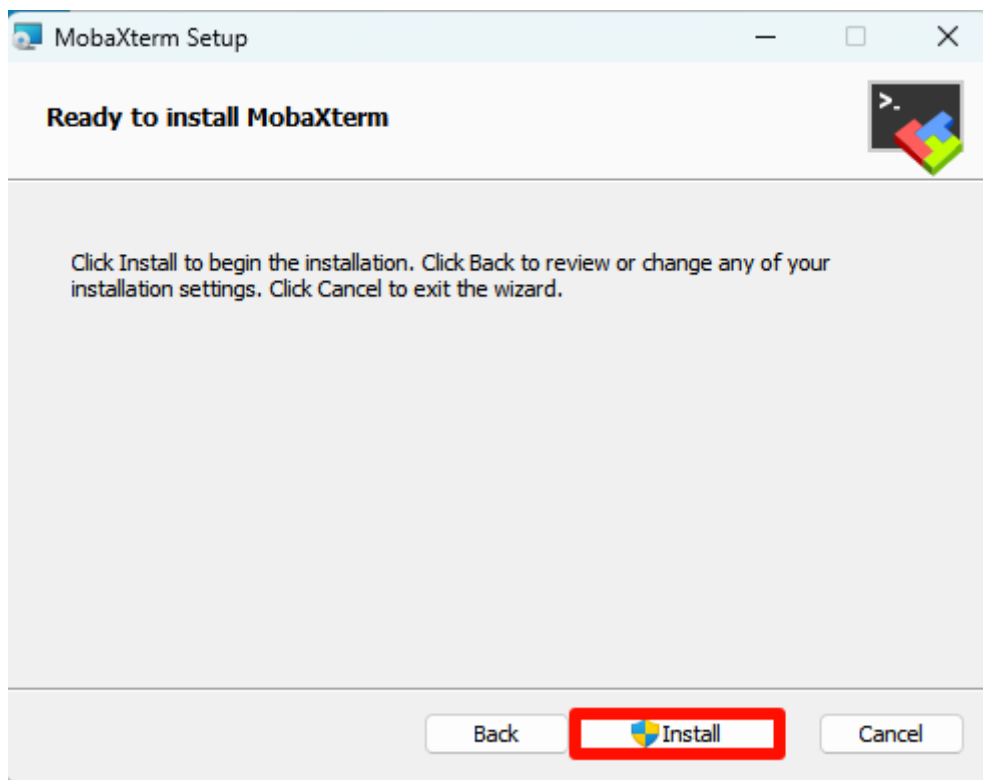 MobaXterm Setup
Ready to install MobaXterm
>.
Click Install to begin the installation. Click Back to review or change any of your
installation settings. Click Cancel to exit the wizard.
Back
Install
Cancel